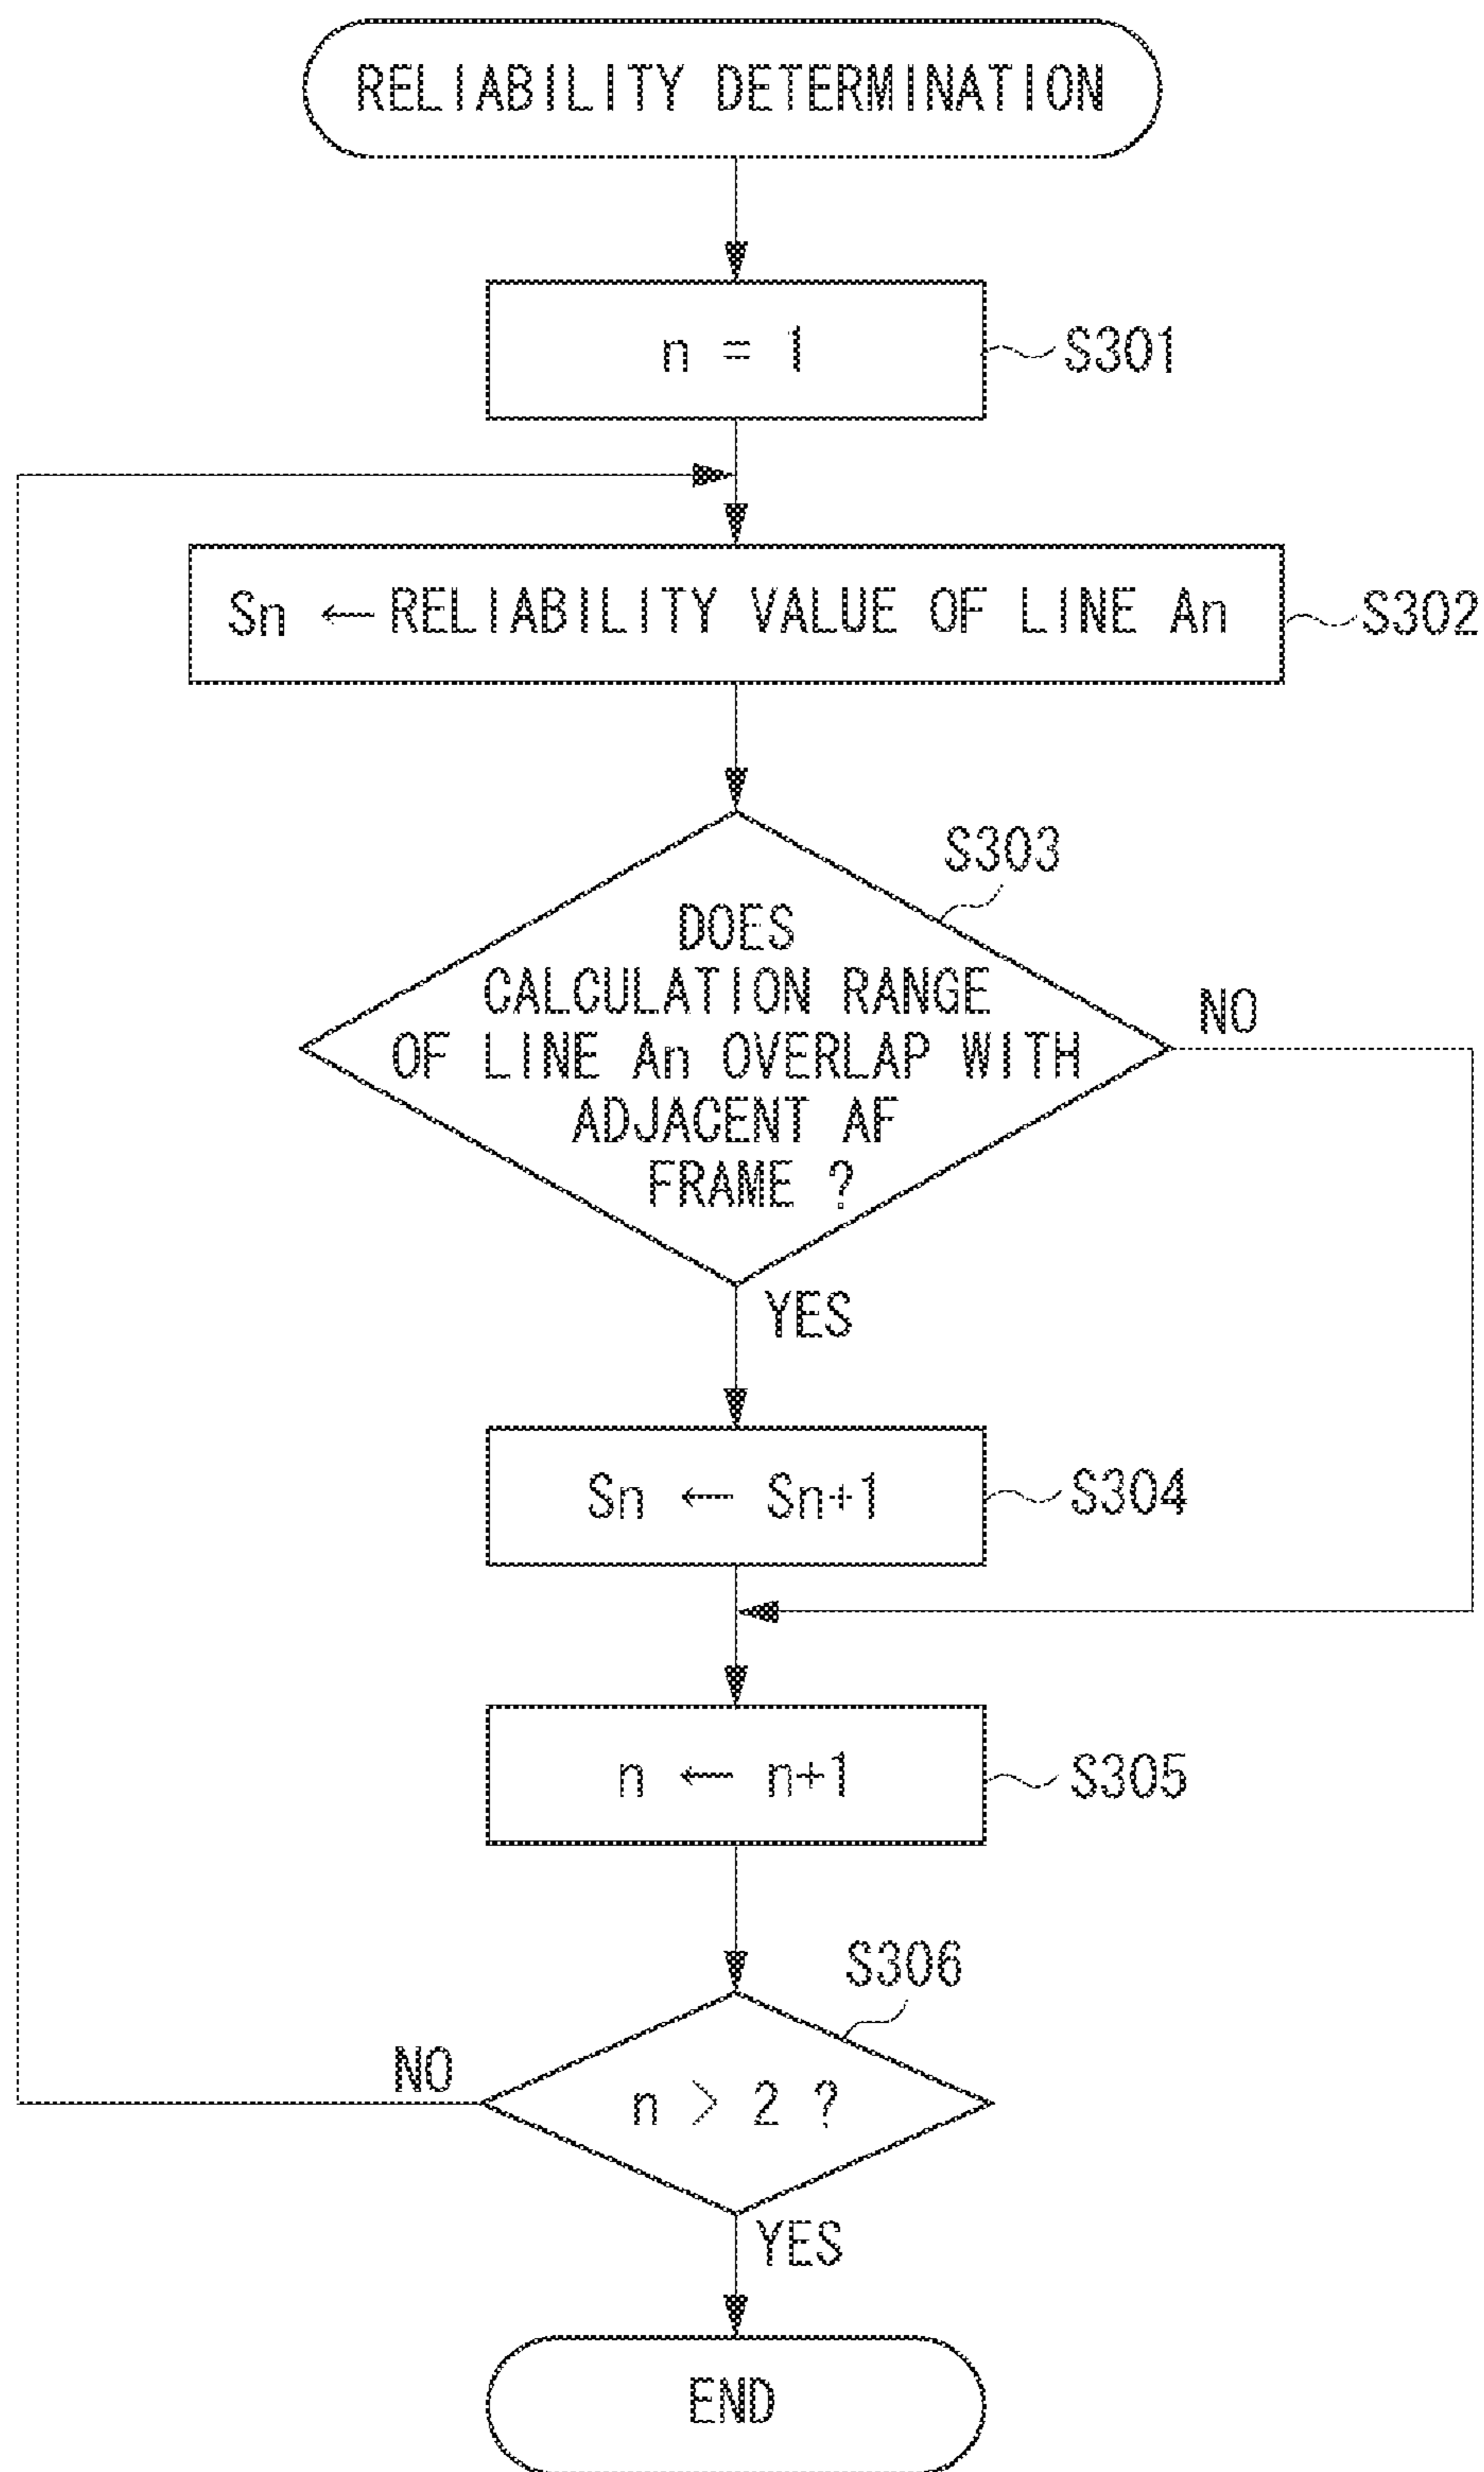 RELIABILITY DETERMINATION
n = 1
S301
Sn ← RELIABILITY VALUE OF LINE An
S302
S303
DOES
CALCULATION RANGE
OF LINE An OVERLAP WITH
ADJACENT AF
FRAME ?
NO
YES
Sn ← Sn+1
S304
n ← n+1
S305
S306
n > 2 ?
NO
YES
END